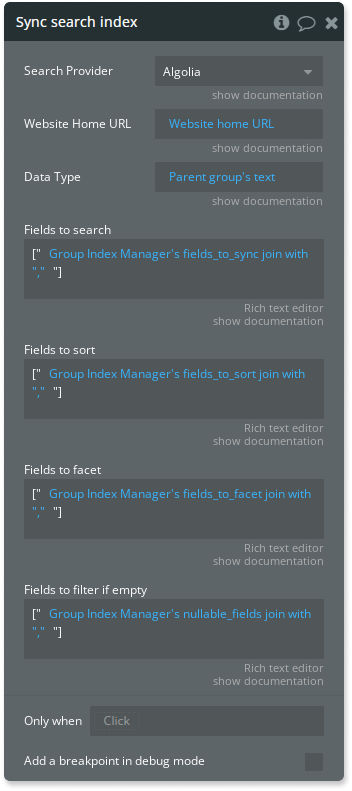 Sync search index
Search Provider
Algolia
show documentation
Website Home URL
Website home URL
show documentation
Data Type
Parent group's text
show documentation
Fields to search
[" Group Index Manager's fields_to_sync join with
"," "]
Rich text editor
show documentation
Fields to sort
[" Group Index Manager's fields_to_sort join with
"," "]
Rich text editor
show documentation
Fields to facet
[" Group Index Manager's fields_to_facet join with
"," "]
Rich text editor
show documentation
Fields to filter if empty
[" Group Index Manager's nullable_fields join with
"," "]
Rich text editor
show documentation
Only when Click
Add a breakpoint in debug mode